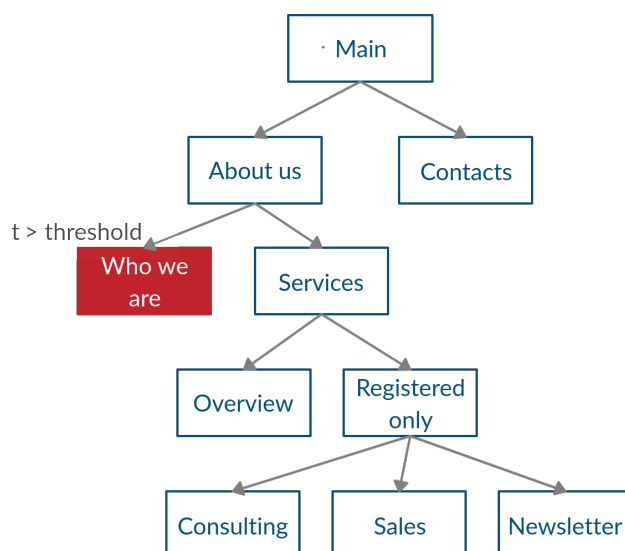 Main
About us
Contacts
t > threshold
Who we
are
Services
Overview
Registered
only
Consulting
Sales
Newsletter